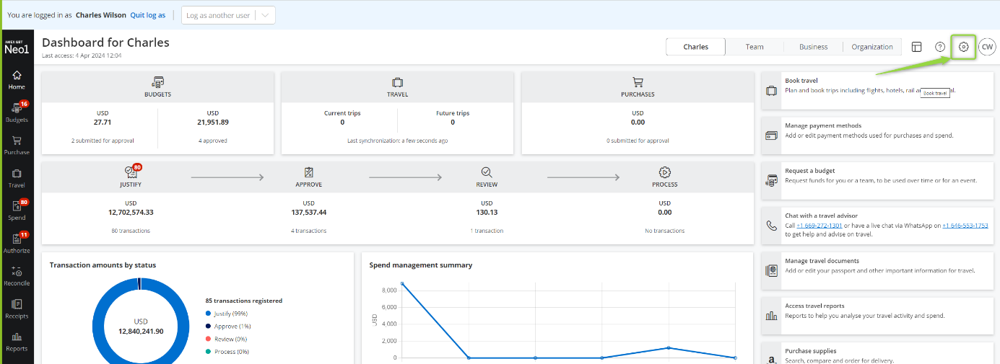 You are logged in as Charles Wilson Quit log as Log as another user
AMEX GBT
Neo1
Home
16
Budgets
Purchase
Travel
80
Spend
11
Authorize
Reconcile
Receipts
Reports
Dashboard for Charles
Last access: 4 Apr 2024 12:04
Charles Team Business Organization
? CW
BUDGETS
USD USD
27.71 21,951.89
2 submitted for approval 4 approved
TRAVEL
Current trips Future trips
0 0
Last synchronization: a few seconds ago
PURCHASES
USD
0.00
0 submitted for approval
80
JUSTIFY APPROVE REVIEW PROCESS
USD USD USD USD
12,702,574.33 137,537.44 130.13 0.00
80 transactions 4 transactions 1 transaction No transactions
Transaction amounts by status
USD
12,840,241.90
85 transactions registered
Justify (99%)
Approve (1%)
Review (0%)
Process (0%)
Spend management summary
USD
8,000
6,000
4,000
2,000
0
Book travel
Plan and book trips including flights, hotels, rail a al.
Book travel
Manage payment methods
Add or edit payment methods used for purchases and spend.
Request a budget
Request funds for you or a team, to be used over time or for an event.
Chat with a travel advisor
Call +1 669-272-1301 or have a live chat via WhatsApp on +1 646-553-1753
to get help and advise on travel.
Manage travel documents
Add or edit your passport and other important information for travel.
Access travel reports
Reports to help you analyse your travel activity and spend.
Purchase supplies
Search, compare and order for delivery.